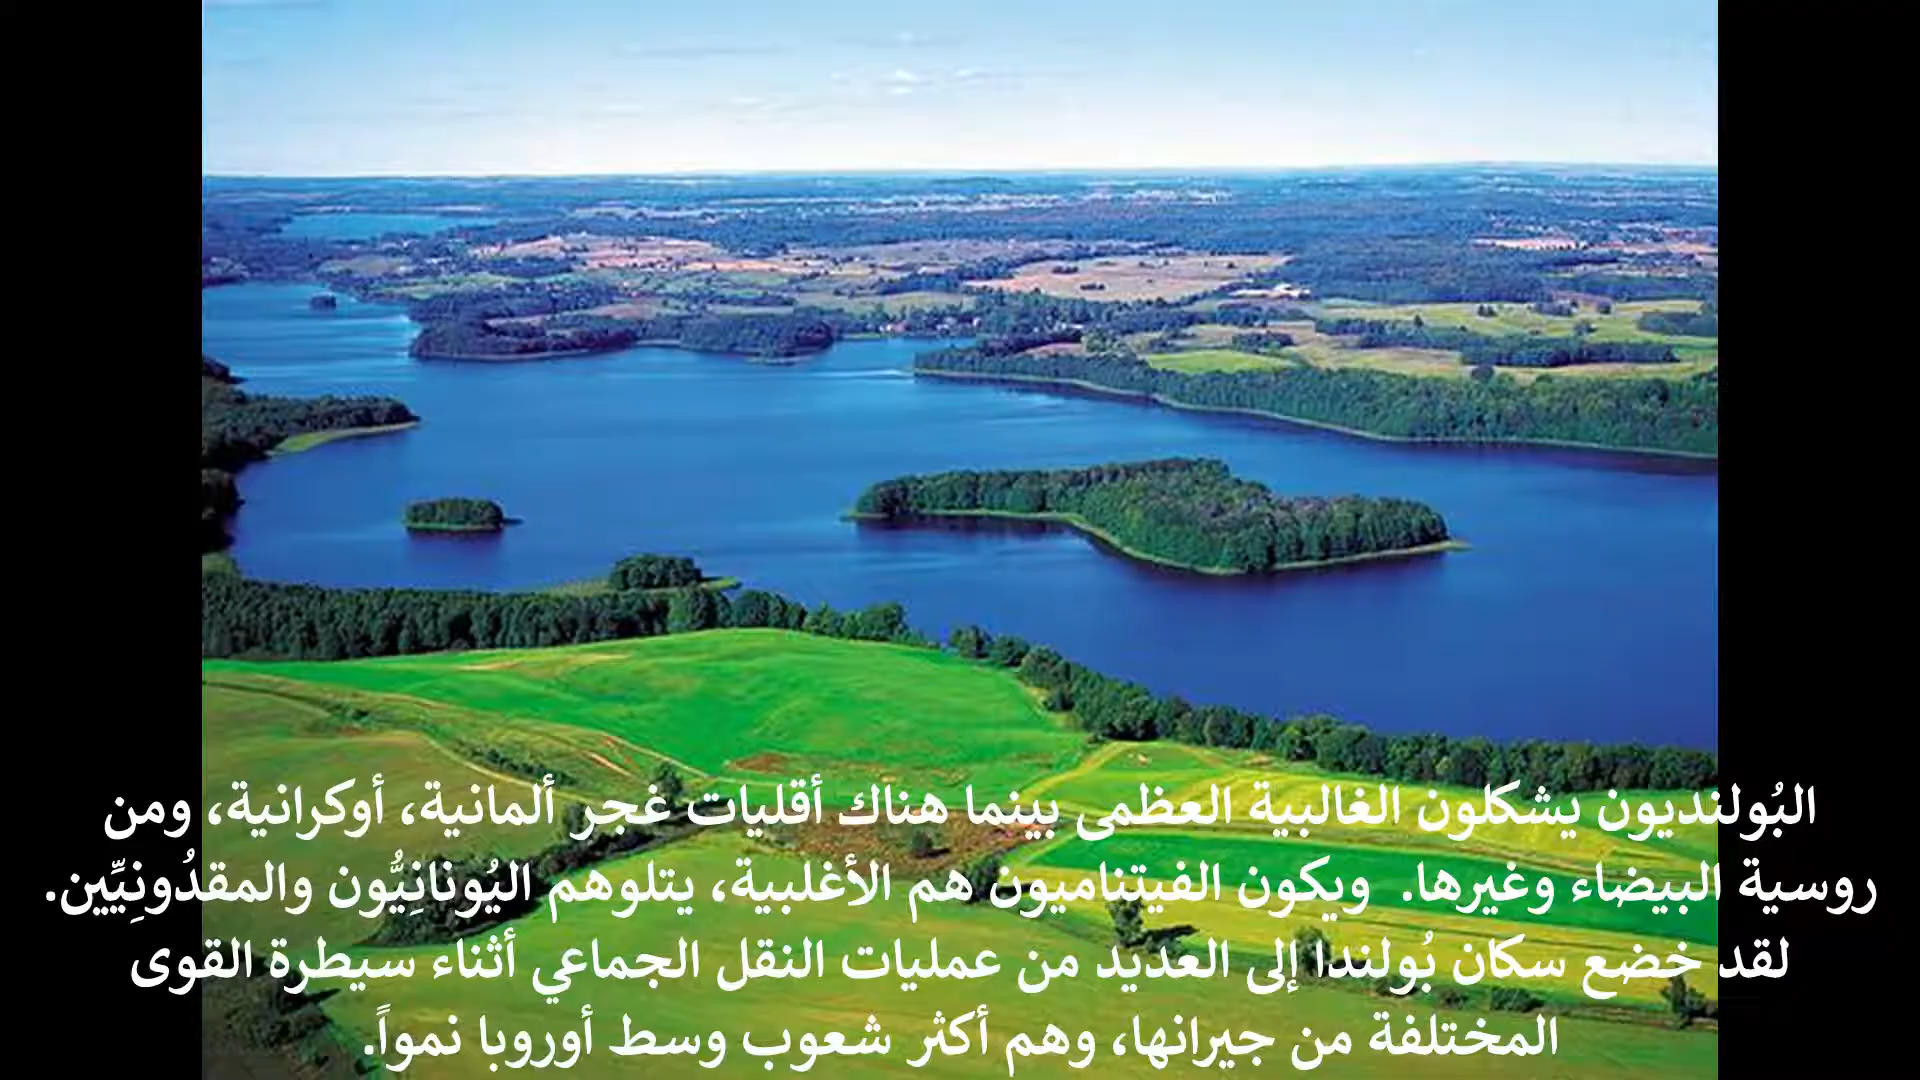 البُولنديون يشكلون الغالبية العظمى بينما هناك أقليات غجر ألمانية، أوكرانية، ومن
روسية البيضاء وغيرها.  ويكون الفيتناميون هم الأغلبية، يتلوهم اليُونانِيُّون والمقدُونِيِّين.
لقد خضع سكان بُولندا إلى العديد من عمليات النقل الجماعي أثناء سيطرة القوى
المختلفة من جيرانها، وهم أكثر شعوب وسط أوروبا نمواً.